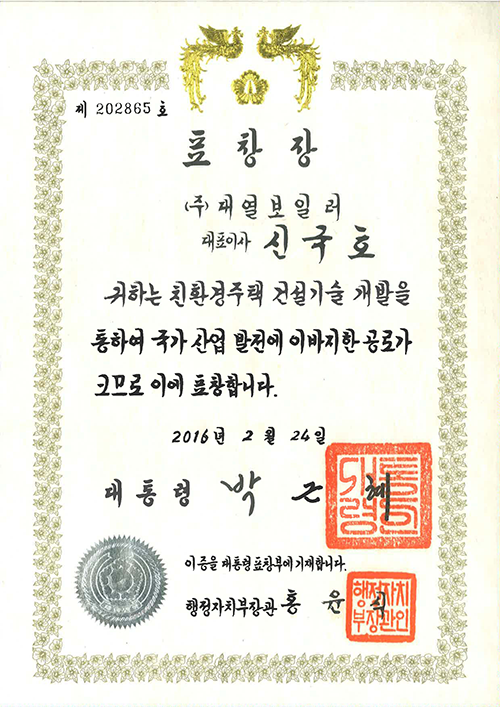 제 202865 호
표창장
(주)대열보일러
대표이사 신국호
귀하는 친환경주택 건설기술 개발을
통하여 국가 산업 발전에 이바지한 공로가
크므로 이에 표창합니다.
2016년 2월 24일
대통령 박근혜
대통령인
이 증을 대통령표창부에 기재합니다.
행정자치부장관 홍윤식
행정자치
부장관인